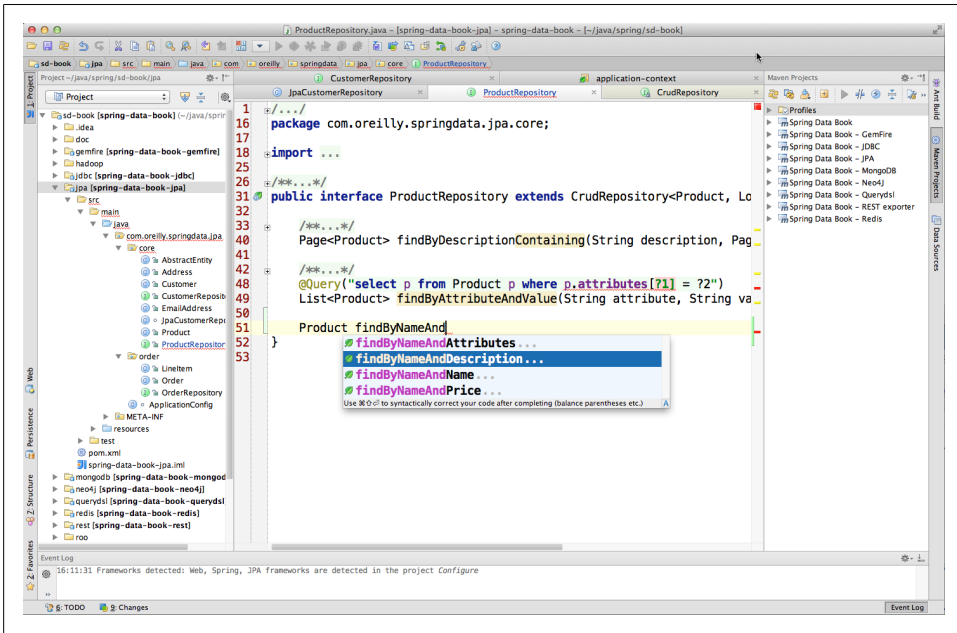 ProductRepository.java - [spring-data-book-jpa] - spring-data-book - [~/java/spring/sd-book]
sd-book jpa src main java com oreilly springdata jpa core ProductRepository
Project ~/java/spring/sd-book/jpa
Project
sd-book [spring-data-book] (~/java/sprin
.idea
doc
gemfire [spring-data-book-gemfire]
hadoop
jdbc [spring-data-book-jdbc]
jpa [spring-data-book-jpa]
src
main
java
com.oreilly.springdata.jpa
core
AbstractEntity
Address
Customer
CustomerReposit
EmailAddress
JpaCustomerRepo
Product
ProductRepositor
order
LineItem
Order
OrderRepository
ApplicationConfig
META-INF
resources
test
pom.xml
spring-data-book-jpa.iml
mongodb [spring-data-book-mongod
neo4j [spring-data-book-neo4j]
querydsl [spring-data-book-querydsl
redis [spring-data-book-redis]
rest [spring-data-book-rest]
roo
1: Project
Web
Persistence
Z: Structure
2: Favorites
CustomerRepository
application-context
JpaCustomerRepository
ProductRepository
CrudRepository
1 /.../
16 package com.oreilly.springdata.jpa.core;
17
18 import ...
25
26 /**...*/
31 public interface ProductRepository extends CrudRepository<Product, Lo
32
33 /**...*/
40 Page<Product> findByDescriptionContaining(String description, Pag
41
42 /**...*/
48 @Query("select p from Product p where p.attributes[?1] = ?2")
49 List<Product> findByAttributeAndValue(String attribute, String va
50
51 Product findByNameAnd
52 }
53
findByNameAndAttributes...
findByNameAndDescription...
findByNameAndName...
findByNameAndPrice...
Use ⌘⇧⏎ to syntactically correct your code after completing (balance parentheses etc.)
Maven Projects
Profiles
Spring Data Book
Spring Data Book - GemFire
Spring Data Book - JDBC
Spring Data Book - JPA
Spring Data Book - MongoDB
Spring Data Book - Neo4j
Spring Data Book - Querydsl
Spring Data Book - REST exporter
Spring Data Book - Redis
Ant Build
Maven Projects
Data Sources
Event Log
16:11:31 Frameworks detected: Web, Spring, JPA frameworks are detected in the project Configure
6: TODO 9: Changes
Event Log